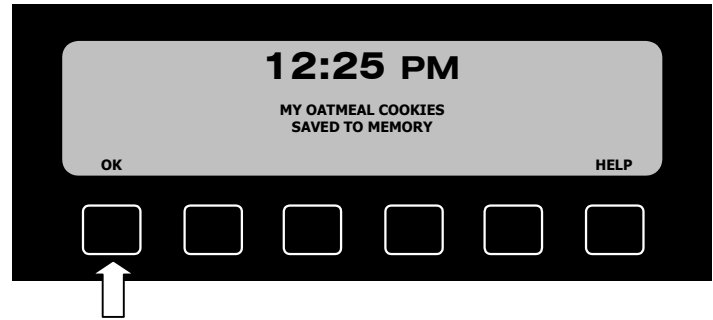 12:25 PM
MY OATMEAL COOKIES
SAVED TO MEMORY
OK HELP